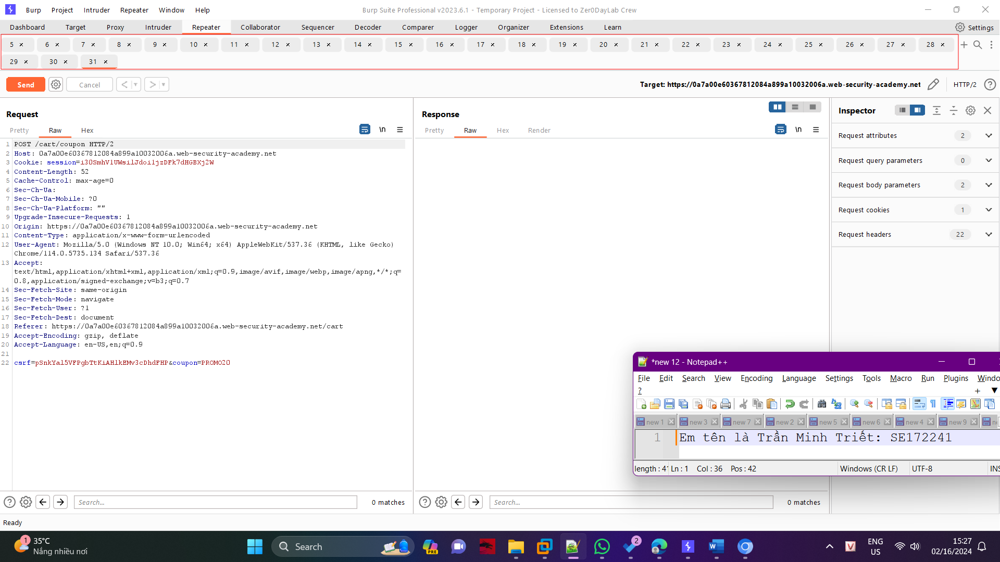 Burp Project Intruder Repeater Window Help Burp Suite Professional v2023.6.1 - Temporary Project - Licensed to Zer0DayLab Crew
Dashboard Target Proxy Intruder Repeater Collaborator Sequencer Decoder Comparer Logger Organizer Extensions Learn Settings
5 × 6 × 7 × 8 × 9 × 10 × 11 × 12 × 13 × 14 × 15 × 16 × 17 × 18 × 19 × 20 × 21 × 22 × 23 × 24 × 25 × 26 × 27 × 28 ×
29 × 30 × 31 ×
Send Cancel Target: https://0a7a00e60367812084a899a10032006a.web-security-academy.net HTTP/2
Request
Pretty Raw Hex \n
1 POST /cart/coupon HTTP/2
2 Host: 0a7a00e60367812084a899a10032006a.web-security-academy.net
3 Cookie: session=i30SmhV1UWsilJdoi1jzDFk7dHGBXj2W
4 Content-Length: 52
5 Cache-Control: max-age=0
6 Sec-Ch-Ua:
7 Sec-Ch-Ua-Mobile: ?0
8 Sec-Ch-Ua-Platform: ""
9 Upgrade-Insecure-Requests: 1
10 Origin: https://0a7a00e60367812084a899a10032006a.web-security-academy.net
11 Content-Type: application/x-www-form-urlencoded
12 User-Agent: Mozilla/5.0 (Windows NT 10.0; Win64; x64) AppleWebKit/537.36 (KHTML, like Gecko)
Chrome/114.0.5735.134 Safari/537.36
13 Accept:
text/html,application/xhtml+xml,application/xml;q=0.9,image/avif,image/webp,image/apng,*/*;q=
0.8,application/signed-exchange;v=b3;q=0.7
14 Sec-Fetch-Site: same-origin
15 Sec-Fetch-Mode: navigate
16 Sec-Fetch-User: ?1
17 Sec-Fetch-Dest: document
18 Referer: https://0a7a00e60367812084a899a10032006a.web-security-academy.net/cart
19 Accept-Encoding: gzip, deflate
20 Accept-Language: en-US,en;q=0.9
21
22 csrf=pSnkYal5VFPgbTtKiAHlkEMv3cDhdFHP&coupon=PROMO20
Search... 0 matches
Response
Pretty Raw Hex Render \n
Search... 0 matches
Inspector
Request attributes 2
Request query parameters 0
Request body parameters 2
Request cookies 1
Request headers 22
*new 12 - Notepad++
File Edit Search View Encoding Language Settings Tools Macro Run Plugins Windo
?
new 1 new 3 new 7 new 2 new 5 new 6 new 4 new 9
1 Em tên là Trần Minh Triết: SE172241
length : 41 Ln : 1 Col : 36 Pos : 42 Windows (CR LF) UTF-8 INS
Ready
1 35°C
Nắng nhiều nơi
Search PRE 2 ENG
US
15:27
02/16/2024